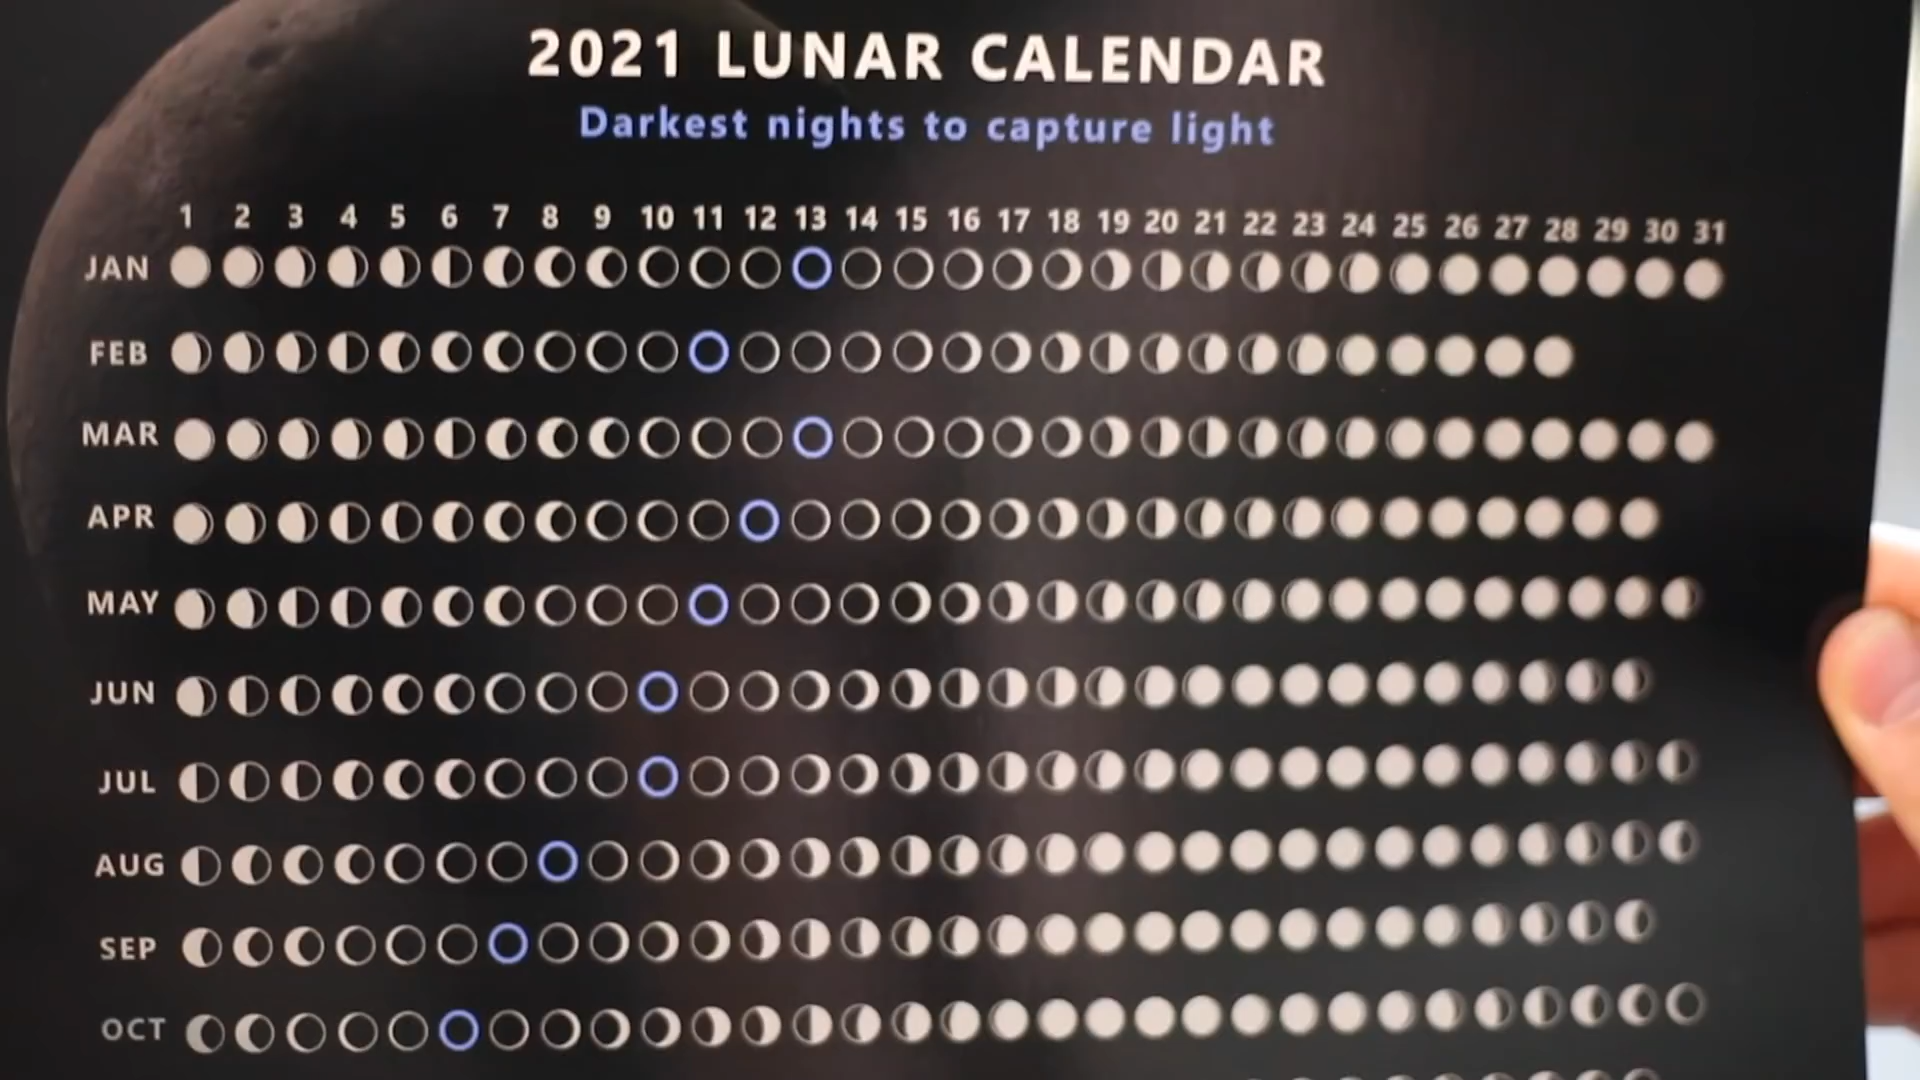 2021 LUNAR CALENDAR
Darkest nights to capture light
1 2 3 4 5 6 7 8 9 10 11 12 13 14 15 16 17 18 19 20 21 22 23 24 25 26 27 28 29 30 31
JAN
FEB
MAR
APR
MAY
JUN
JUL
AUG
SEP
OCT